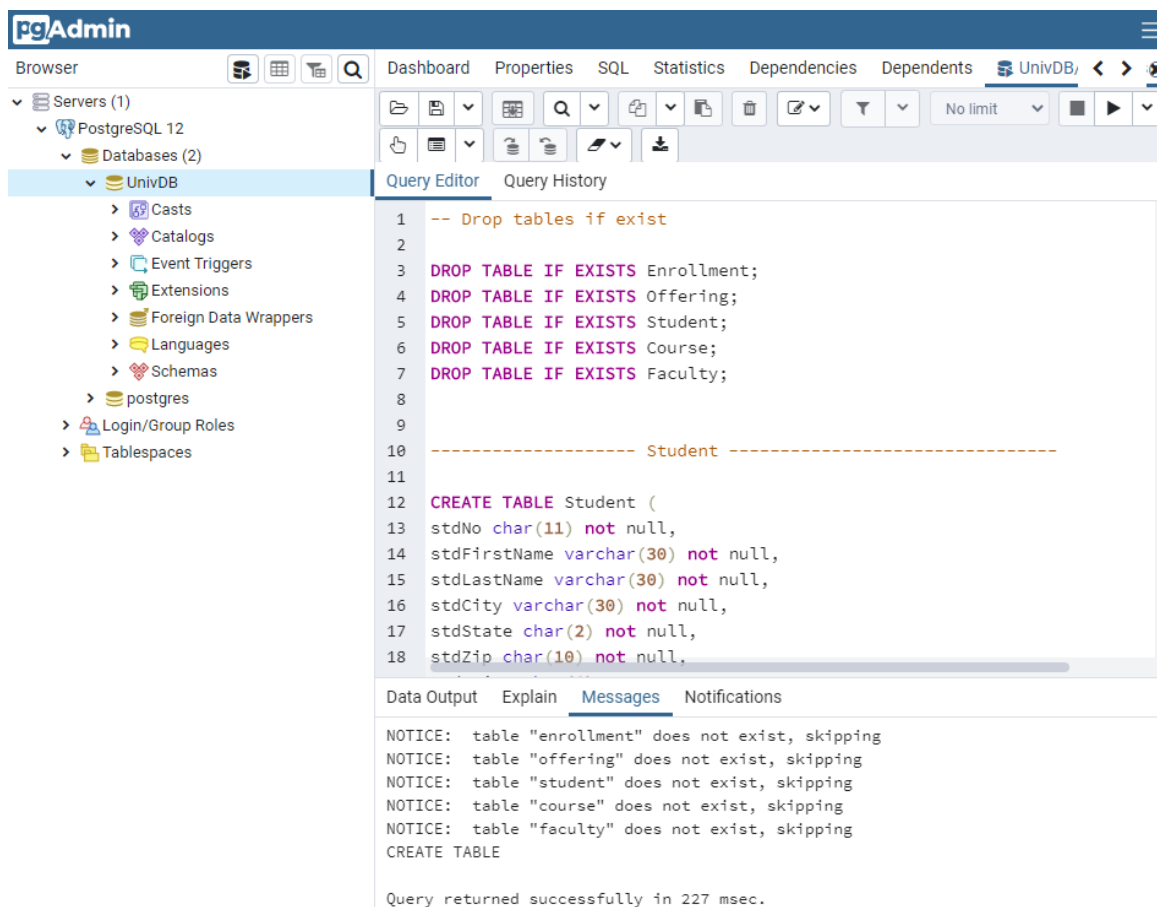 pgAdmin
Browser
Dashboard Properties SQL Statistics Dependencies Dependents UnivDB/
Servers (1)
PostgreSQL 12
Databases (2)
UnivDB
Casts
Catalogs
Event Triggers
Extensions
Foreign Data Wrappers
Languages
Schemas
postgres
Login/Group Roles
Tablespaces
No limit
Query Editor Query History
1 -- Drop tables if exist
2
3 DROP TABLE IF EXISTS Enrollment;
4 DROP TABLE IF EXISTS Offering;
5 DROP TABLE IF EXISTS Student;
6 DROP TABLE IF EXISTS Course;
7 DROP TABLE IF EXISTS Faculty;
8
9
10 -------------------- Student --------------------------------
11
12 CREATE TABLE Student (
13 stdNo char(11) not null,
14 stdFirstName varchar(30) not null,
15 stdLastName varchar(30) not null,
16 stdCity varchar(30) not null,
17 stdState char(2) not null,
18 stdZip char(10) not null,
Data Output Explain Messages Notifications
NOTICE:  table "enrollment" does not exist, skipping
NOTICE:  table "offering" does not exist, skipping
NOTICE:  table "student" does not exist, skipping
NOTICE:  table "course" does not exist, skipping
NOTICE:  table "faculty" does not exist, skipping
CREATE TABLE
Query returned successfully in 227 msec.